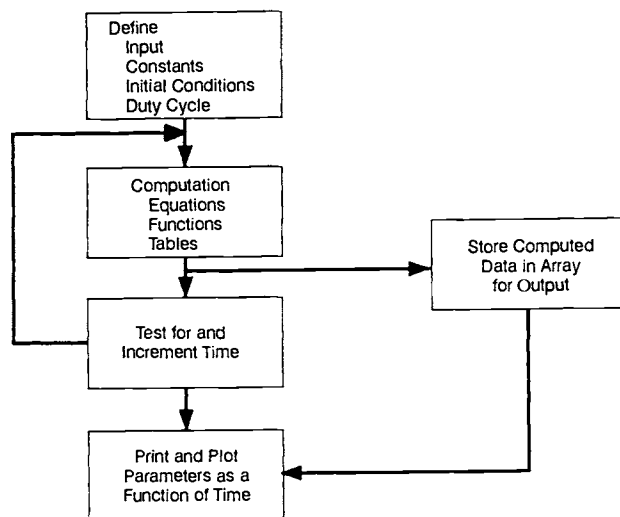 Define
Input
Constants
Initial Conditions
Duty Cycle
Computation
Equations
Functions
Tables
Store Computed
Data in Array
for Output
Test for and
Increment Time
Print and Plot
Parameters as a
Function of Time